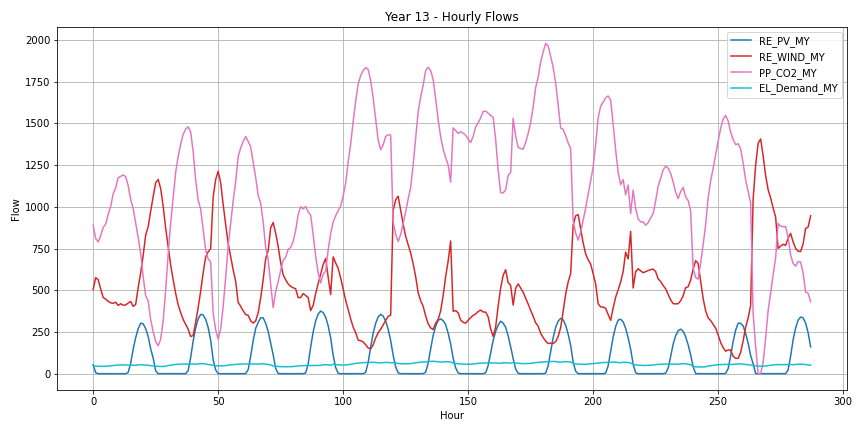 Year 13 - Hourly Flows
RE_PV_MY
RE_WIND_MY
PP_CO2_MY
EL_Demand_MY
Flow
2000
1750
1500
1250
1000
750
500
250
0
0 50 100 150 200 250 300
Hour